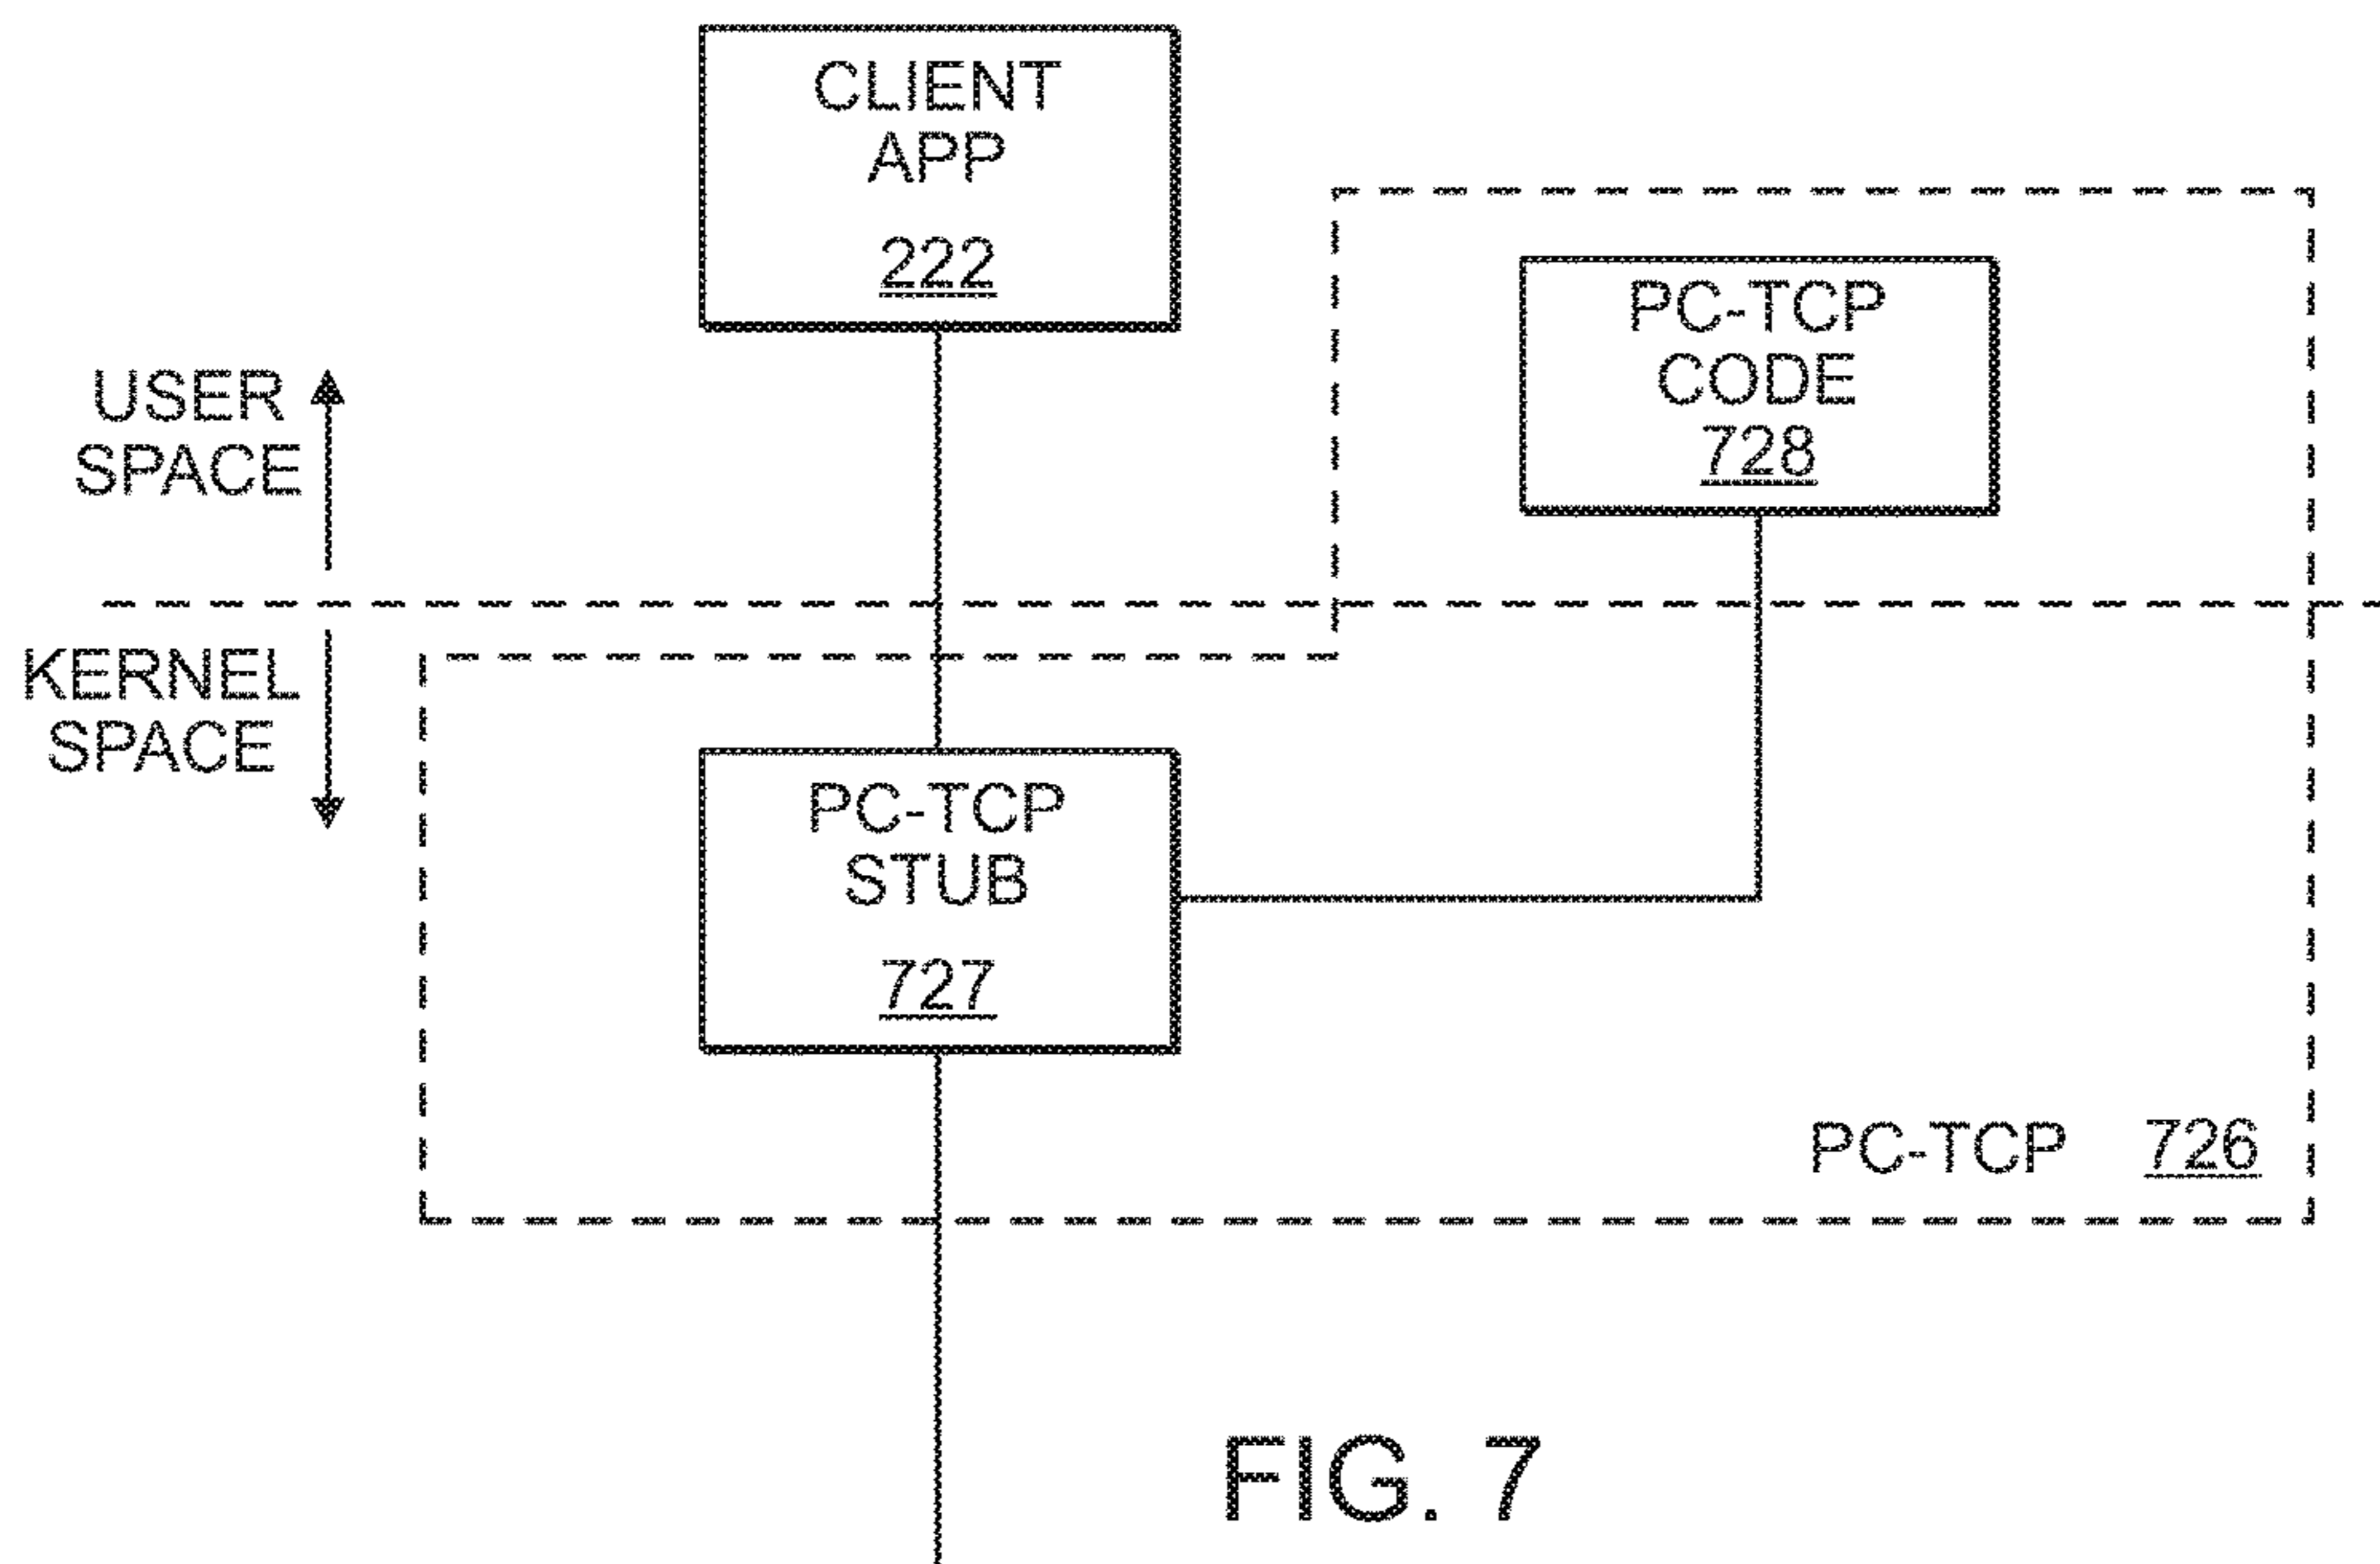 CLIENT
APP
222
PC-TCP
CODE
728
USER
SPACE
KERNEL
SPACE
PC-TCP
STUB
727
PC-TCP 726
FIG. 7